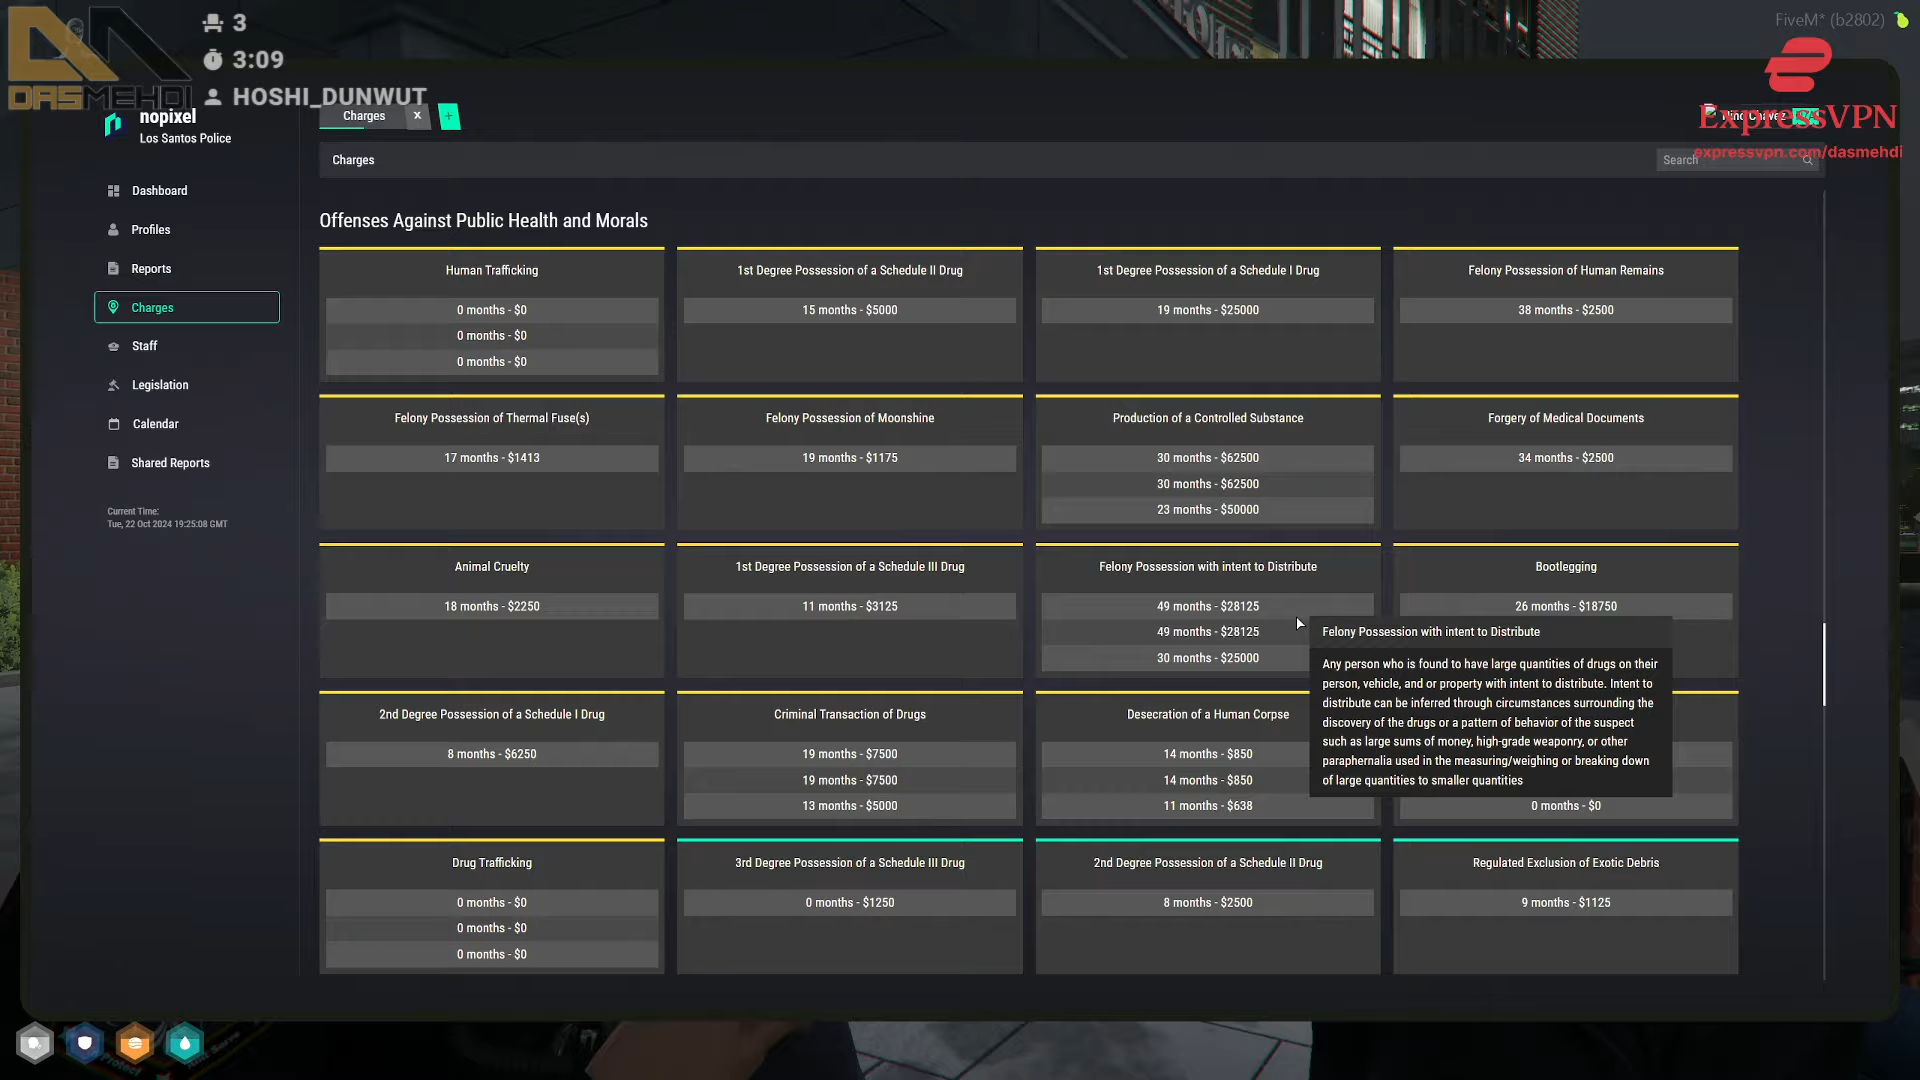 3
FiveM* (b2802)
3:09
DASMEHDI
HOSHI_DUNWUT
nopixel
Los Santos Police
Charges x +
ExpressVPN
expressvpn.com/dasmehdi
Charges
Search
Dashboard
Profiles
Reports
Charges
Staff
Legislation
Calendar
Shared Reports
Current Time:
Tue, 22 Oct 2024 19:25:08 GMT
Offenses Against Public Health and Morals
Human Trafficking
0 months - $0
0 months - $0
0 months - $0
1st Degree Possession of a Schedule II Drug
15 months - $5000
1st Degree Possession of a Schedule I Drug
19 months - $25000
Felony Possession of Human Remains
38 months - $2500
Felony Possession of Thermal Fuse(s)
17 months - $1413
Felony Possession of Moonshine
19 months - $1175
Production of a Controlled Substance
30 months - $62500
30 months - $62500
23 months - $50000
Forgery of Medical Documents
34 months - $2500
Animal Cruelty
18 months - $2250
1st Degree Possession of a Schedule III Drug
11 months - $3125
Felony Possession with intent to Distribute
49 months - $28125
49 months - $28125
30 months - $25000
Bootlegging
26 months - $18750
Felony Possession with intent to Distribute
Any person who is found to have large quantities of drugs on their
person, vehicle, and or property with intent to distribute. Intent to
distribute can be inferred through circumstances surrounding the
discovery of the drugs or a pattern of behavior of the suspect
such as large sums of money, high-grade weaponry, or other
paraphernalia used in the measuring/weighing or breaking down
of large quantities to smaller quantities
2nd Degree Possession of a Schedule I Drug
8 months - $6250
Criminal Transaction of Drugs
19 months - $7500
19 months - $7500
13 months - $5000
Desecration of a Human Corpse
14 months - $850
14 months - $850
11 months - $638
0 months - $0
Drug Trafficking
0 months - $0
0 months - $0
0 months - $0
3rd Degree Possession of a Schedule III Drug
0 months - $1250
2nd Degree Possession of a Schedule II Drug
8 months - $2500
Regulated Exclusion of Exotic Debris
9 months - $1125